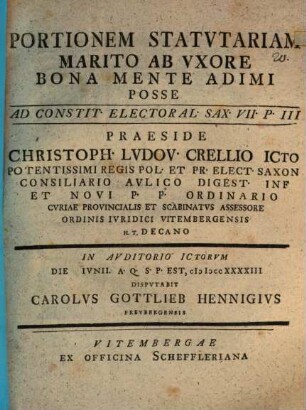 PORTIONEM STATVTARIAM
MARITO AB VXORE
BONA MENTE ADIMI
POSSE
AD CONSTIT· ELECTORAL· SAX· VII· P· III
PRAESIDE
CHRISTOPH· LVDOV· CRELLIO ICTO
POTENTISSIMI REGIS POL· ET PR· ELECT· SAXON
CONSILIARIO AVLICO DIGEST· INF
ET NOVI P· P· ORDINARIO
CVRIAE PROVINCIALIS ET SCABINATVS ASSESSORE
ORDINIS IVRIDICI VITEMBERGENSIS
H. T. DECANO
IN AVDITORIO ICTORVM
DIE IVNII A· Q· S· P· EST, cIɔIɔccXXXXIII
DISPVTABIT
CAROLVS GOTTLIEB HENNIGIVS
FREYBERGENSIS
VITEMBERGAE
EX OFFICINA SCHEFFLERIANA